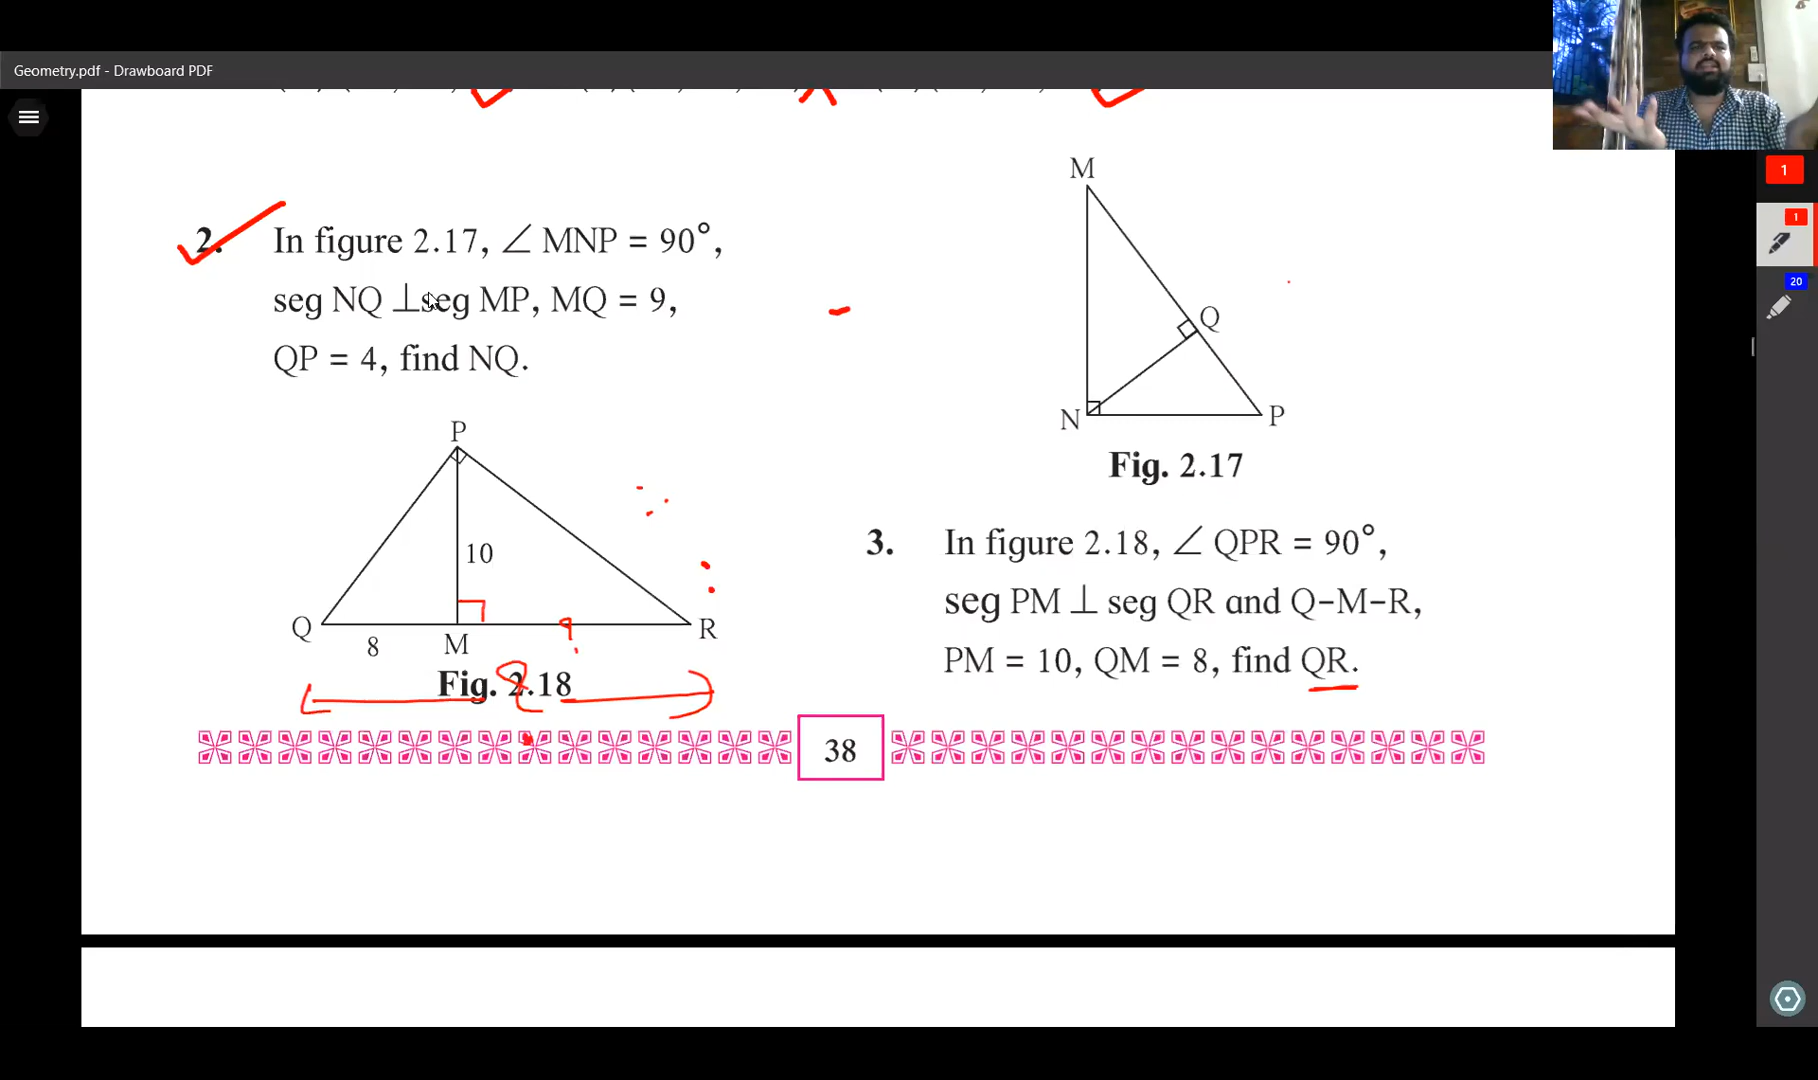 Geometry.pdf - Drawboard PDF
1
1
20
2. In figure 2.17, ∠ MNP = 90°,
seg NQ ⊥ seg MP, MQ = 9,
QP = 4, find NQ.
M
Q
N
P
Fig. 2.17
P
10
Q
8
M
?
R
Fig. 2.18
?
3. In figure 2.18, ∠ QPR = 90°,
seg PM ⊥ seg QR and Q-M-R,
PM = 10, QM = 8, find QR.
38